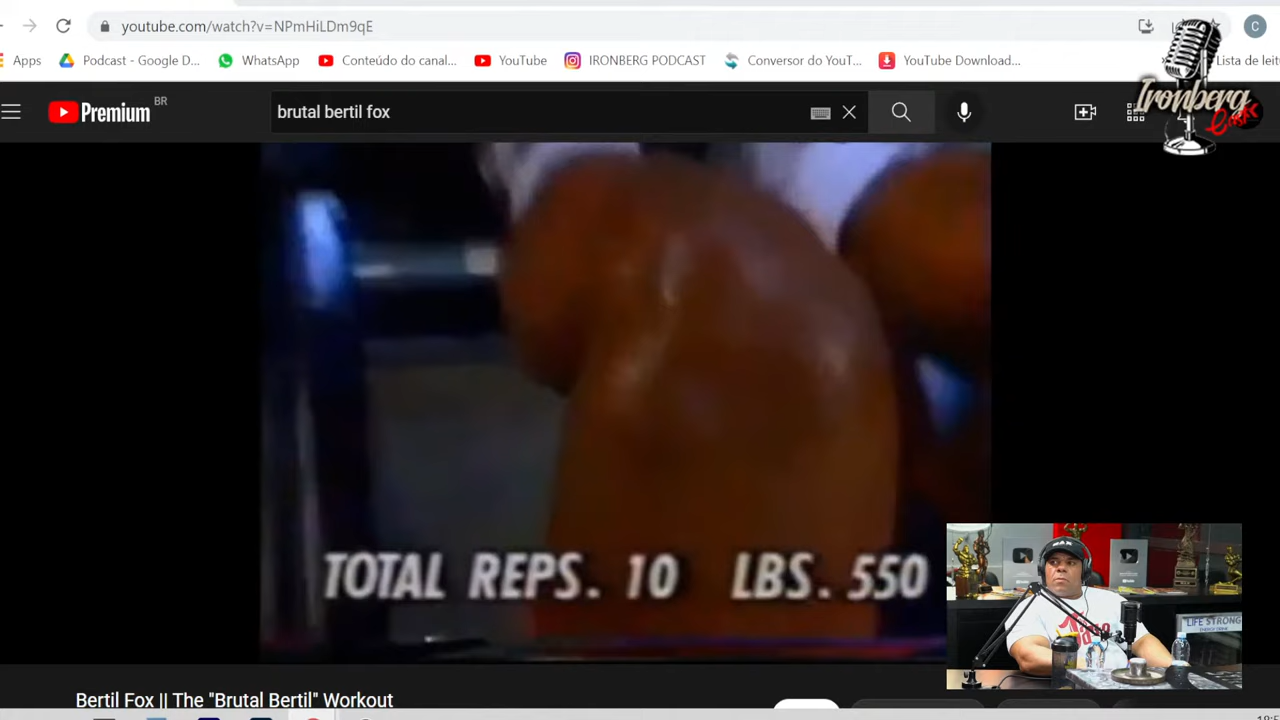 youtube.com/watch?v=NPmHiLDm9qE
Apps Podcast - Google D... WhatsApp Conteúdo do canal... YouTube IRONBERG PODCAST Conversor do YouT... YouTube Download... » Lista de leit
Premium BR
brutal bertil fox
Ironberg
C
TOTAL REPS. 10 LBS. 550
LIFE STRONG
ENERGY DRINK
Bertil Fox || The "Brutal Bertil" Workout